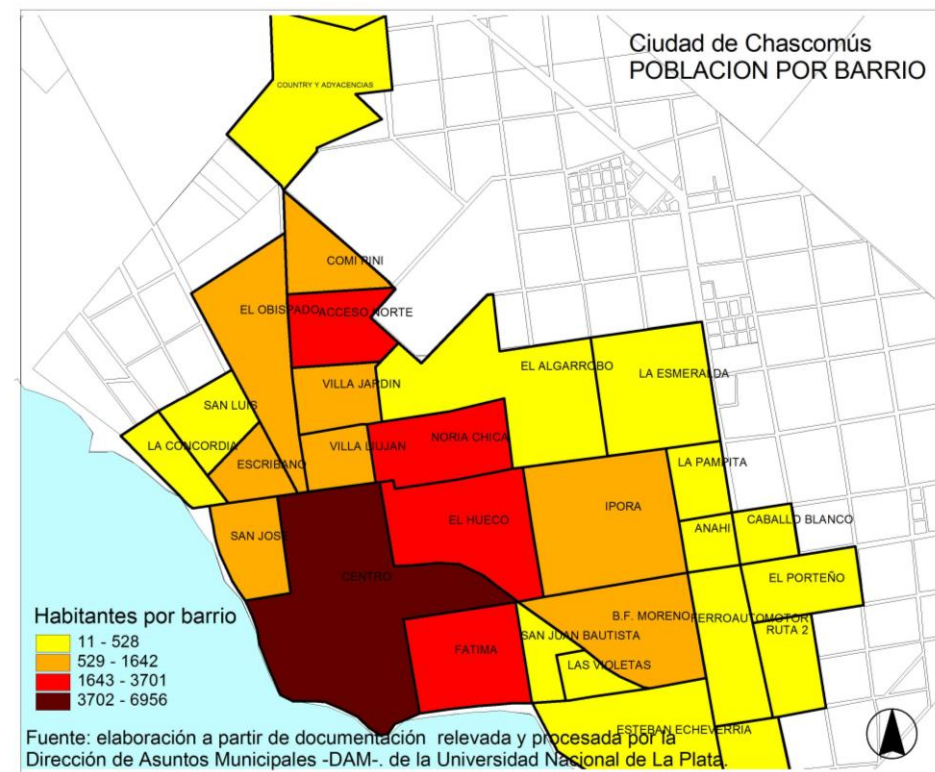 Ciudad de Chascomús
POBLACION POR BARRIO
COUNTRY Y ADYACENCIAS
COMI PINI
EL OBISPADO
ACCESO NORTE
EL ALGARROBO
LA ESMERALDA
VILLA JARDIN
SAN LUIS
LA CONCORDIA
VILLA LUJAN
NORIA CHICA
ESCRIBANO
LA PAMPITA
IPORA
EL HUECO
SAN JOSE
ANAHI
CABALLO BLANCO
CENTRO
EL PORTEÑO
B.F. MORENO
FERROAUTOMOTOR
RUTA 2
SAN JUAN BAUTISTA
FATIMA
LAS VIOLETAS
ESTEBAN ECHEVERRIA
Habitantes por barrio
11 - 528
529 - 1642
1643 - 3701
3702 - 6956
Fuente: elaboración a partir de documentación relevada y procesada por la
Dirección de Asuntos Municipales -DAM-. de la Universidad Nacional de La Plata.